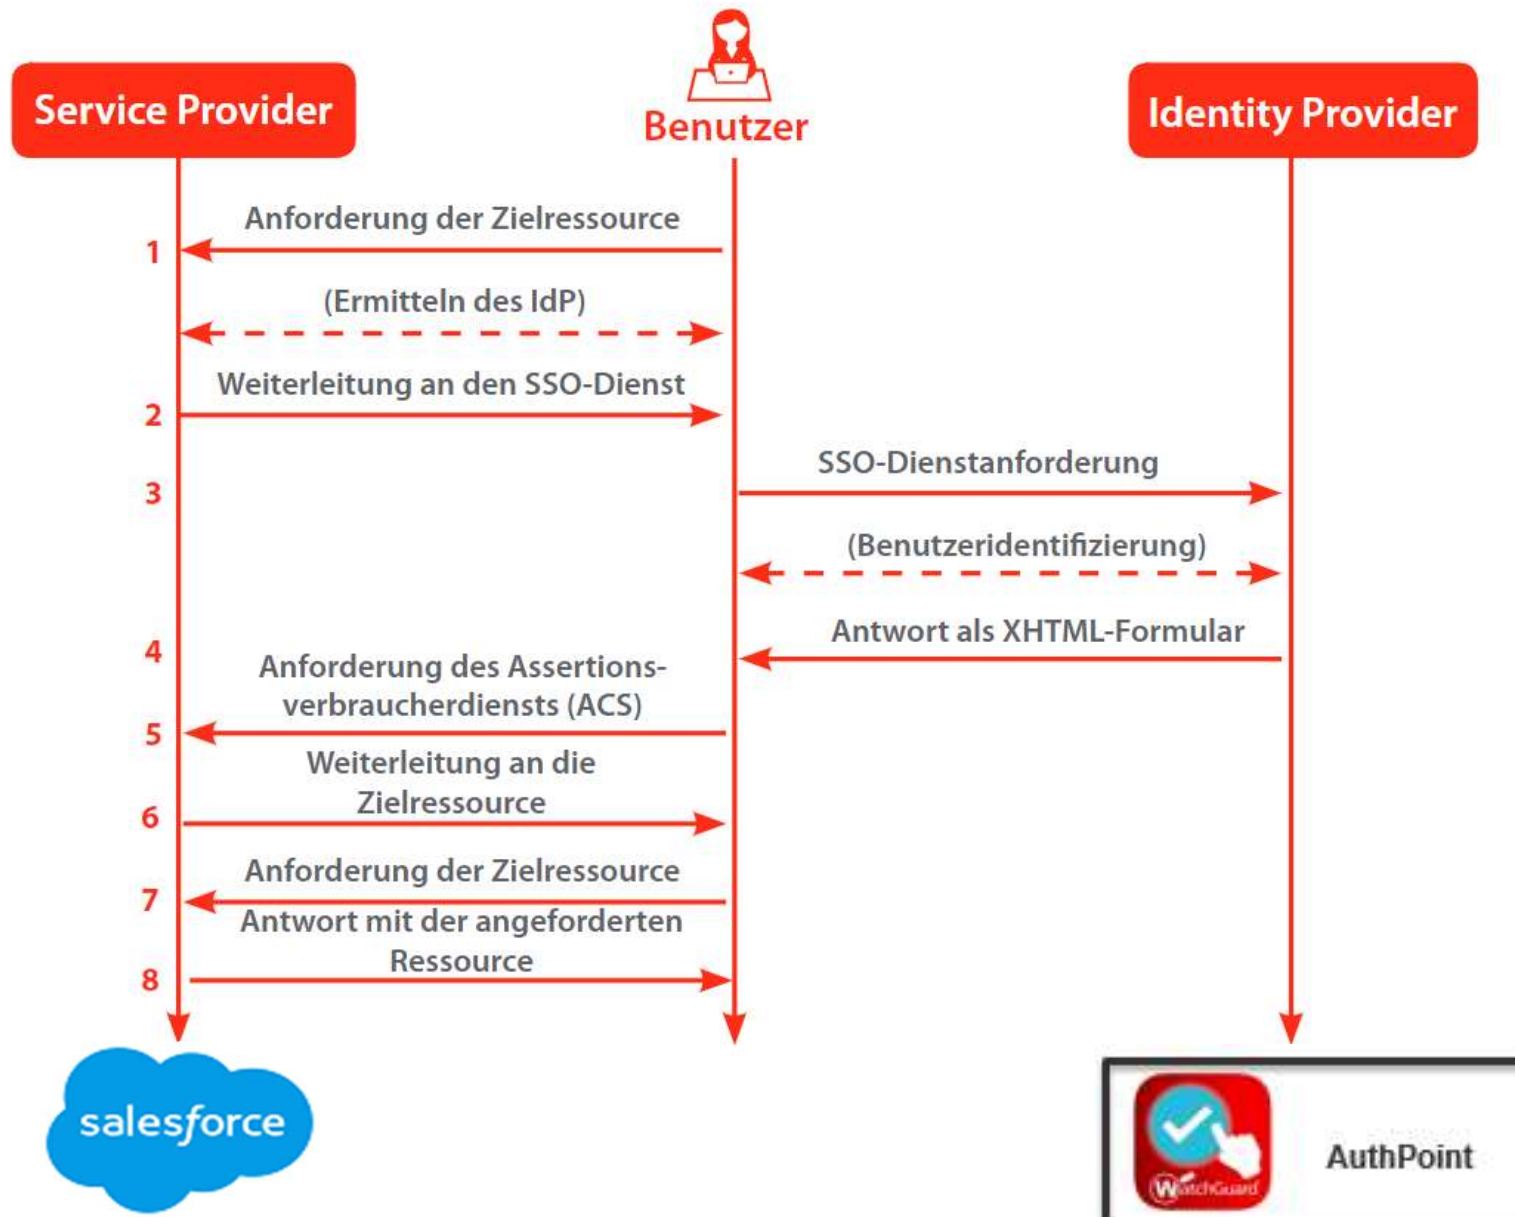 Service Provider
Benutzer
Identity Provider
Anforderung der Zielressource
1
(Ermitteln des IdP)
Weiterleitung an den SSO-Dienst
2
SSO-Dienstanforderung
3
(Benutzeridentifizierung)
Antwort als XHTML-Formular
4
Anforderung des Assertions-
verbraucherdiensts (ACS)
5
Weiterleitung an die
Zielressource
6
Anforderung der Zielressource
7
Antwort mit der angeforderten
Ressource
8
salesforce
WatchGuard
AuthPoint